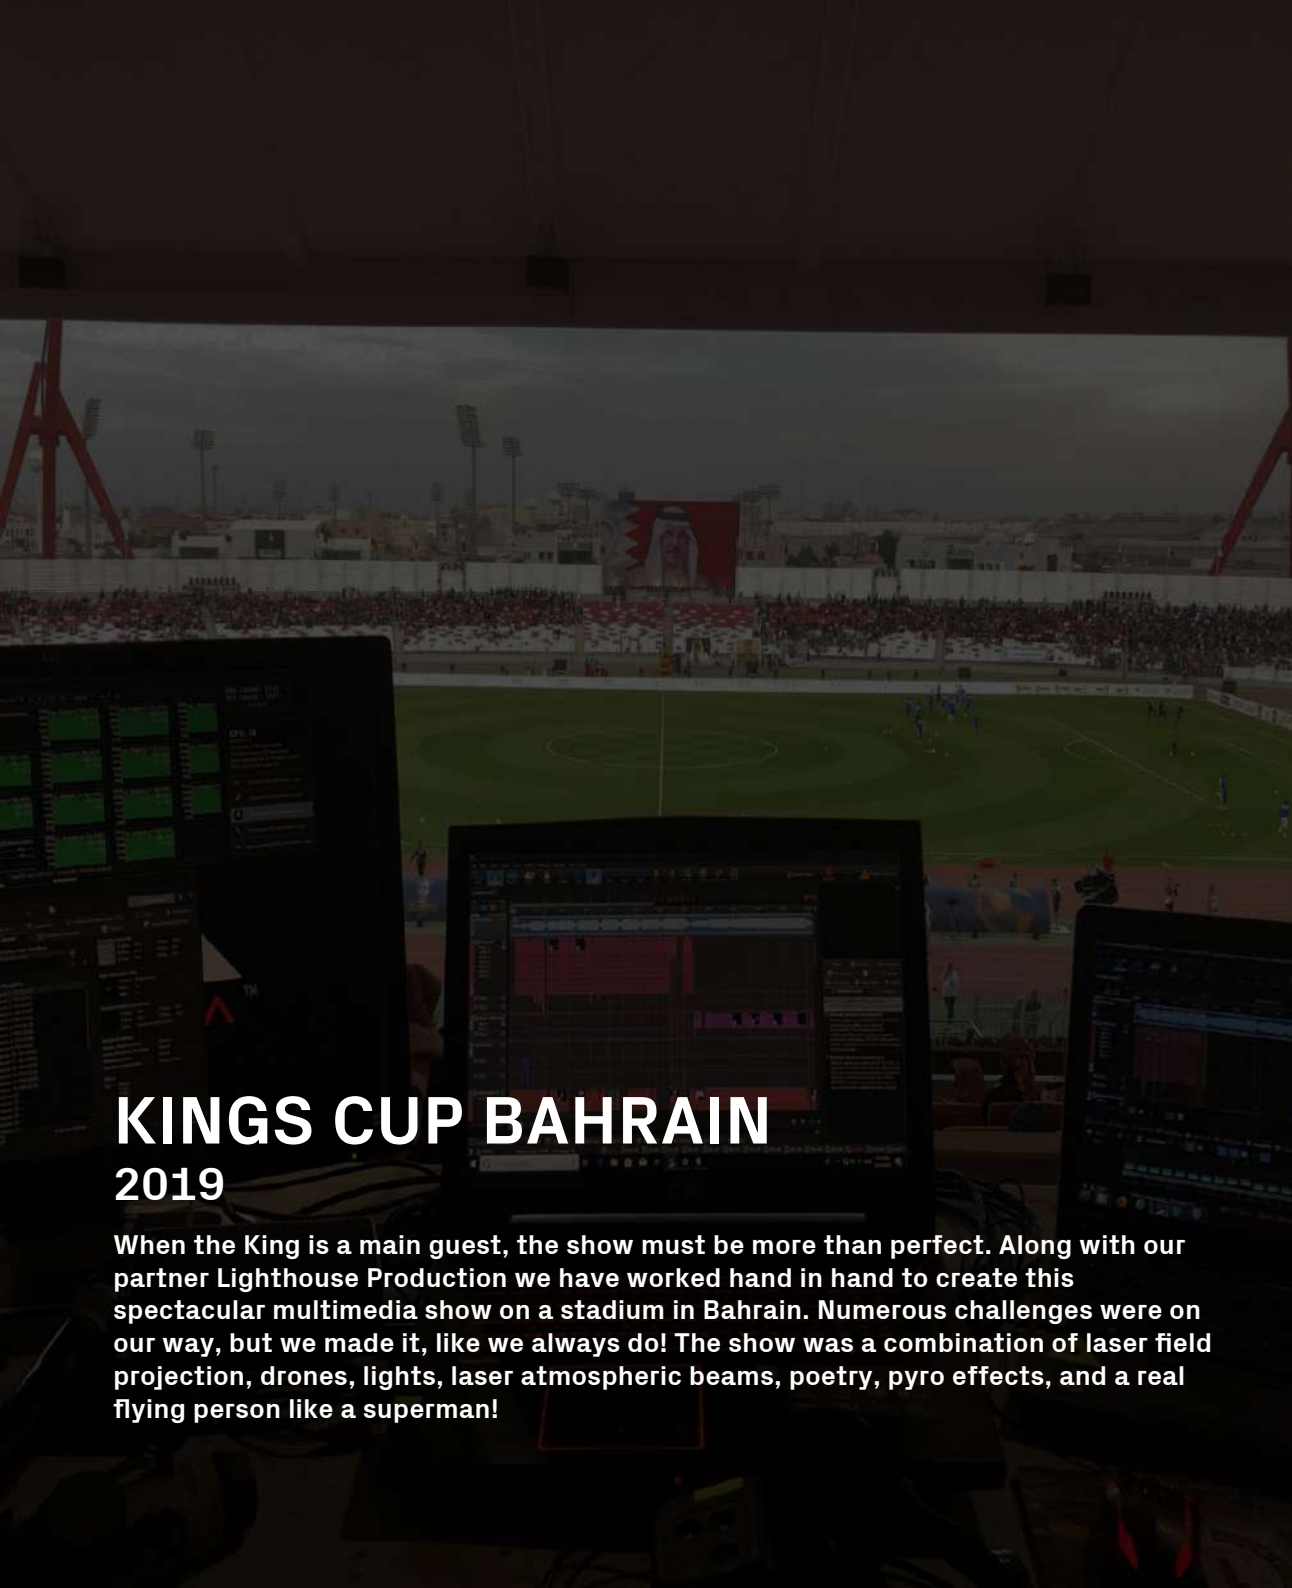 KINGS CUP BAHRAIN
2019
When the King is a main guest, the show must be more than perfect. Along with our
partner Lighthouse Production we have worked hand in hand to create this
spectacular multimedia show on a stadium in Bahrain. Numerous challenges were on
our way, but we made it, like we always do! The show was a combination of laser field
projection, drones, lights, laser atmospheric beams, poetry, pyro effects, and a real
flying person like a superman!
TM